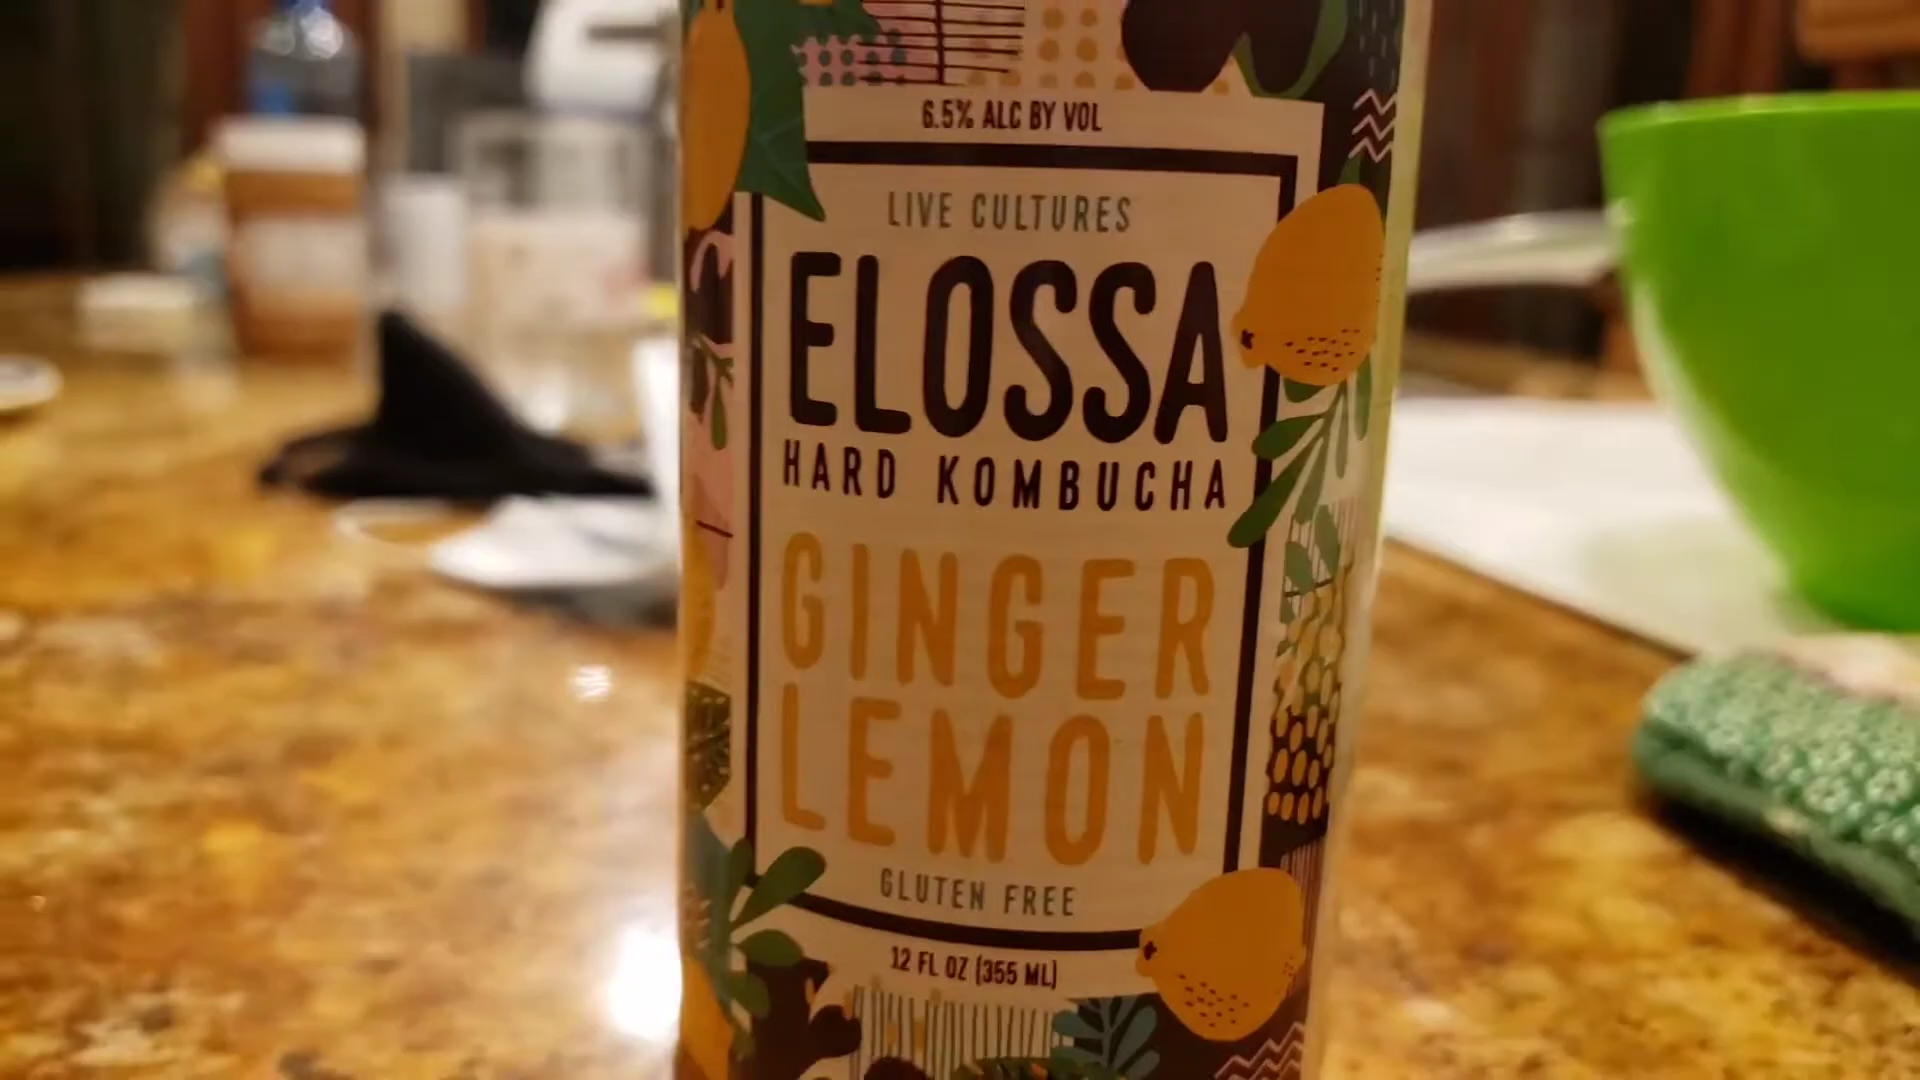 6.5% ALC BY VOL
LIVE CULTURES
ELOSSA
HARD KOMBUCHA
GINGER
LEMON
GLUTEN FREE
12 FL OZ (355 ML)